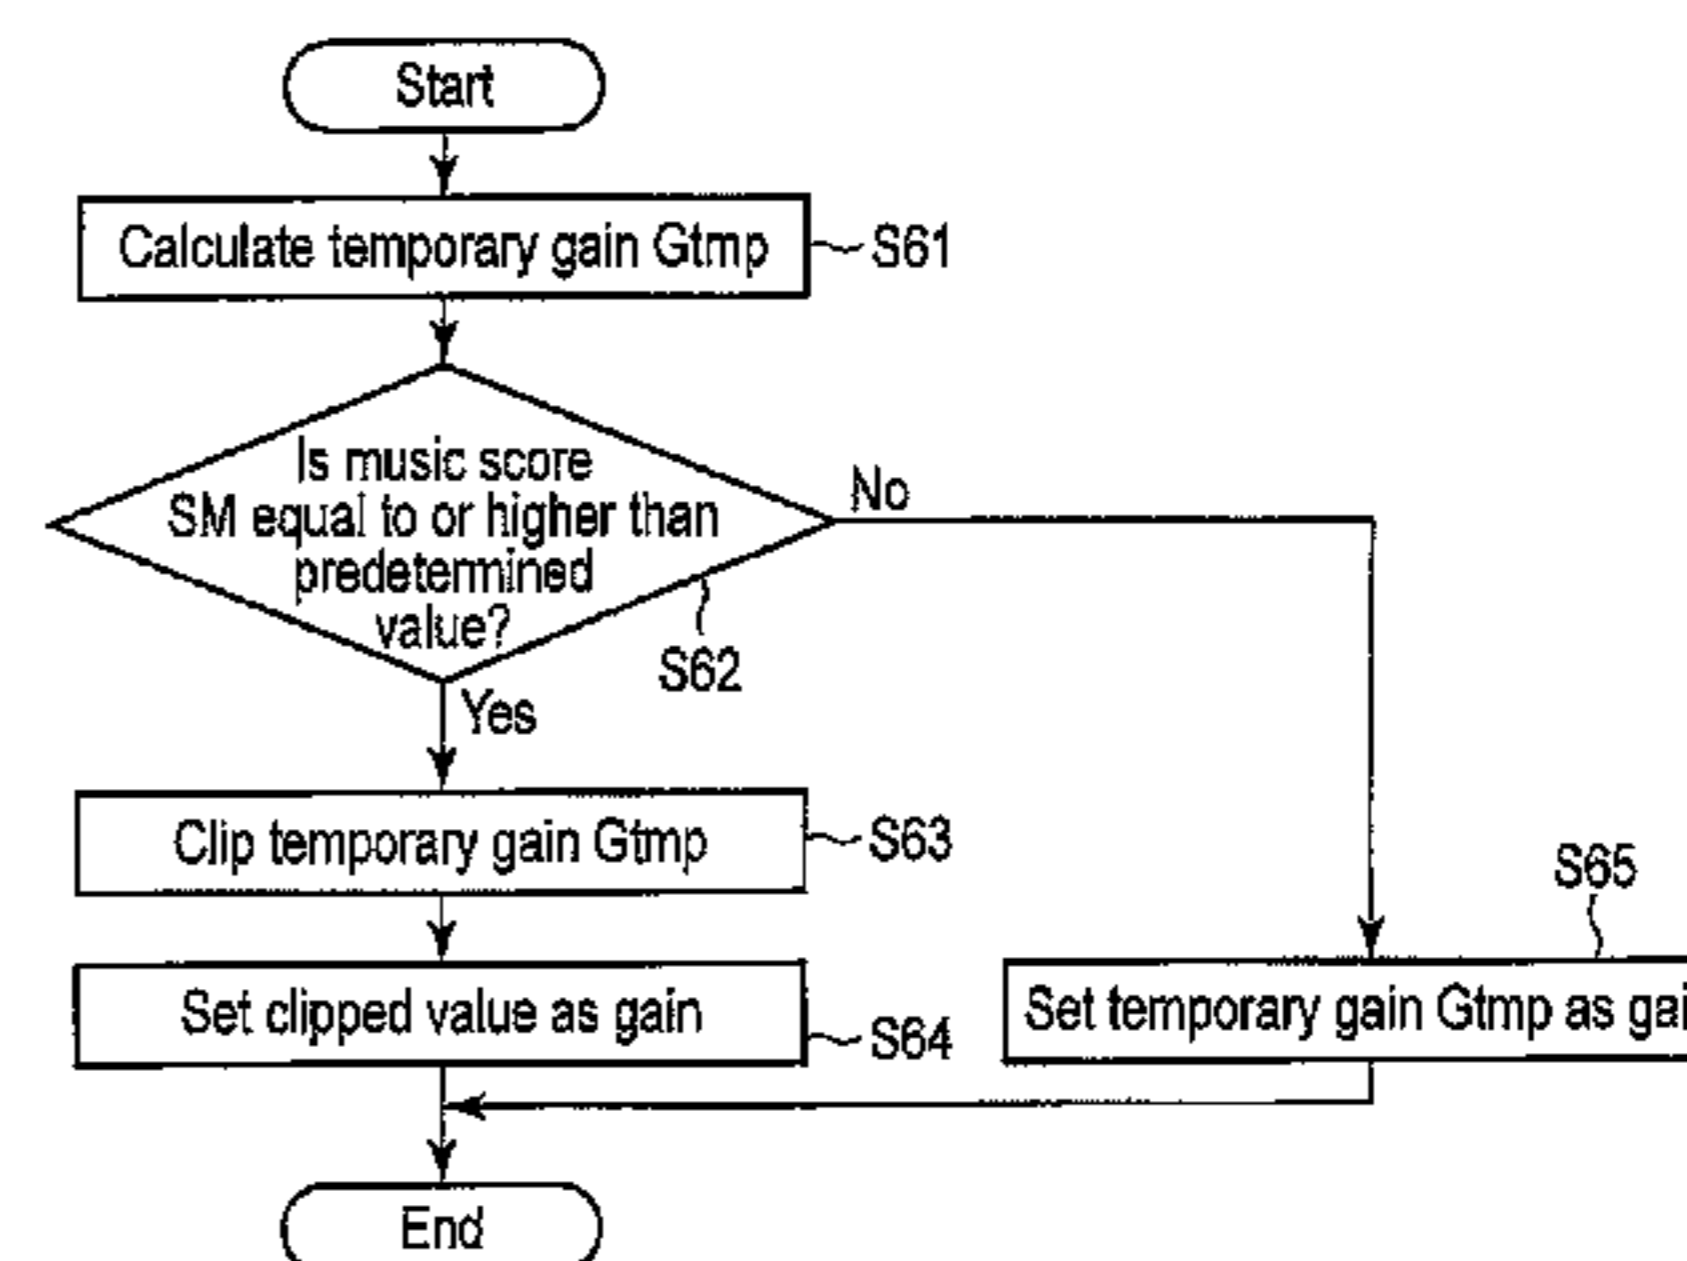 Start
Calculate temporary gain Gtmp
S61
Is music score
SM equal to or higher than
predetermined
value?
No
S62
Yes
Clip temporary gain Gtmp
S63
S65
Set clipped value as gain
S64
Set temporary gain Gtmp as
End